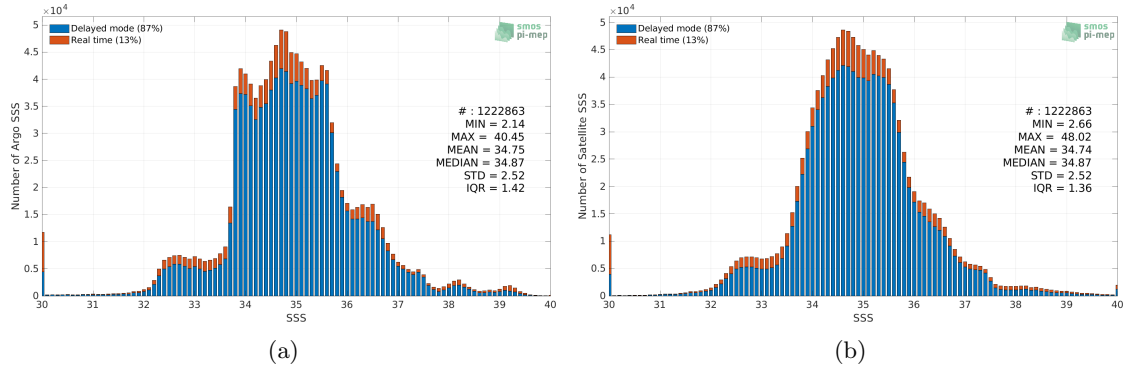 ×10⁴
5
4.5
4
3.5
3
2.5
2
1.5
1
0.5
0
Number of Argo SSS
Delayed mode (87%)
Real time (13%)
smos
pi-mep
# : 1222863
MIN = 2.14
MAX = 40.45
MEAN = 34.75
MEDIAN = 34.87
STD = 2.52
IQR = 1.42
30 31 32 33 34 35 36 37 38 39 40
SSS
(a)
×10⁴
5
4.5
4
3.5
3
2.5
2
1.5
1
0.5
0
Number of Satellite SSS
Delayed mode (87%)
Real time (13%)
smos
pi-mep
# : 1222863
MIN = 2.66
MAX = 48.02
MEAN = 34.74
MEDIAN = 34.87
STD = 2.52
IQR = 1.36
30 31 32 33 34 35 36 37 38 39 40
SSS
(b)